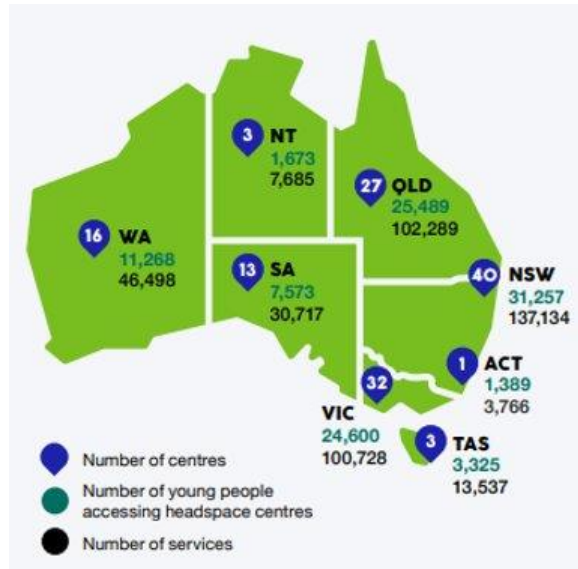 3 NT
1,673
7,685
27 QLD
25,489
102,289
16 WA
11,268
46,498
13 SA
7,573
30,717
40 NSW
31,257
137,134
1 ACT
1,389
3,766
32
VIC
24,600
100,728
3 TAS
3,325
13,537
Number of centres
Number of young people
accessing headspace centres
Number of services